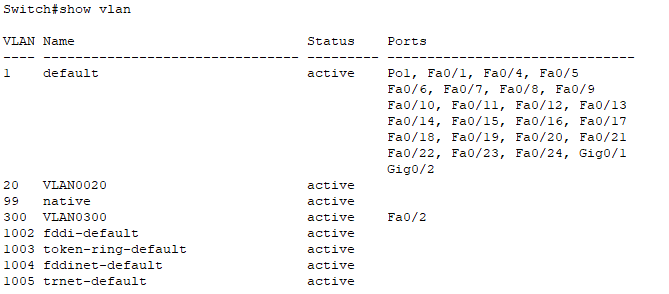 Switch#show vlan
VLAN Name Status Ports
---- -------------------------------- --------- -------------------------------
1 default active Po1, Fa0/1, Fa0/4, Fa0/5
Fa0/6, Fa0/7, Fa0/8, Fa0/9
Fa0/10, Fa0/11, Fa0/12, Fa0/13
Fa0/14, Fa0/15, Fa0/16, Fa0/17
Fa0/18, Fa0/19, Fa0/20, Fa0/21
Fa0/22, Fa0/23, Fa0/24, Gig0/1
Gig0/2
20 VLAN0020 active
99 native active
300 VLAN0300 active Fa0/2
1002 fddi-default active
1003 token-ring-default active
1004 fddinet-default active
1005 trnet-default active